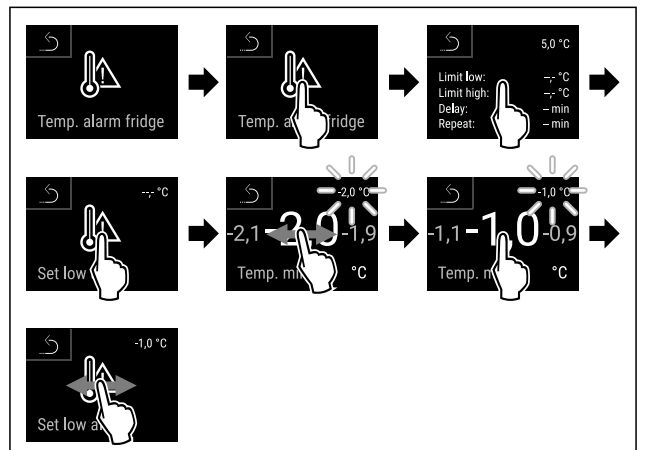 Temp. alarm fridge
Temp. a ridge
5,0 °C
Limit low: –,- °C
Limit high: –,- °C
Delay: – min
Repeat: – min
--,- °C
Set low
-2,0 °C
-2,1 -2,0 -1,9
Temp. mi °C
-1,0 °C
-1,1 -1,0 -0,9
Temp. m °C
-1,0 °C
Set low a